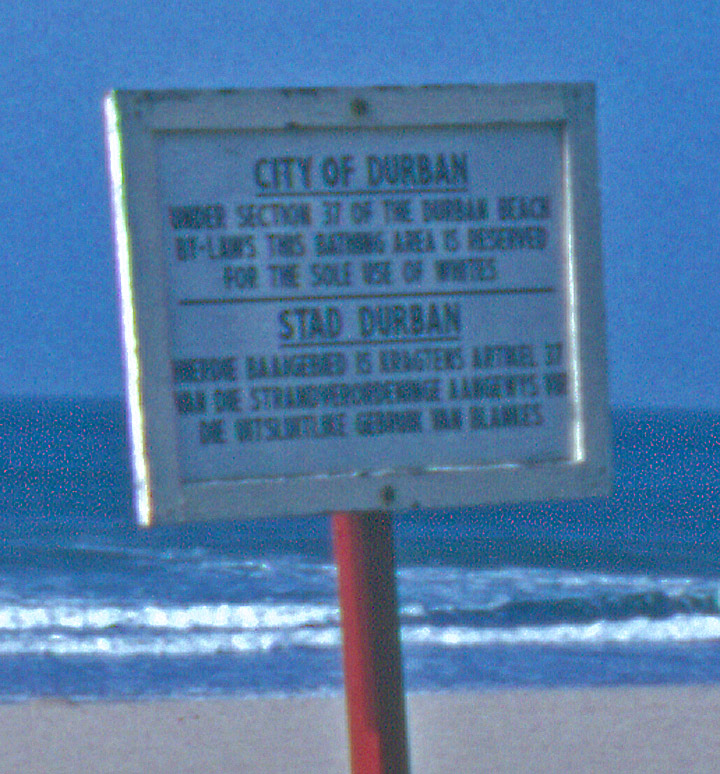 CITY OF DURBAN
UNDER SECTION 37 OF THE DURBAN BEACH
BY-LAWS THIS BATHING AREA IS RESERVED
FOR THE SOLE USE OF WHITES
STAD DURBAN
HIERDIE BAAIGEBIED IS KRAGTENS ARTIKEL 37
VAN DIE STRANDVERORDENINGE AANGEWYS VIR
DIE UITSLUITLIKE GEBRUIK VAN BLANKES